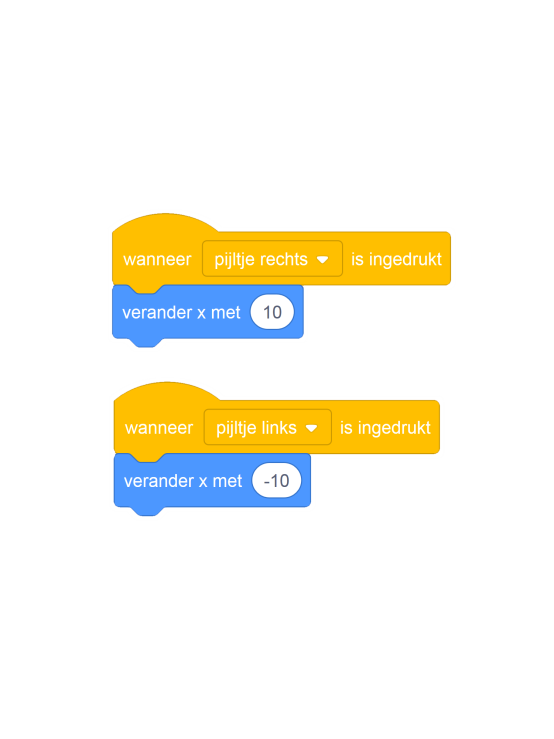 wanneer pijltje rechts is ingedrukt
verander x met 10
wanneer pijltje links is ingedrukt
verander x met -10